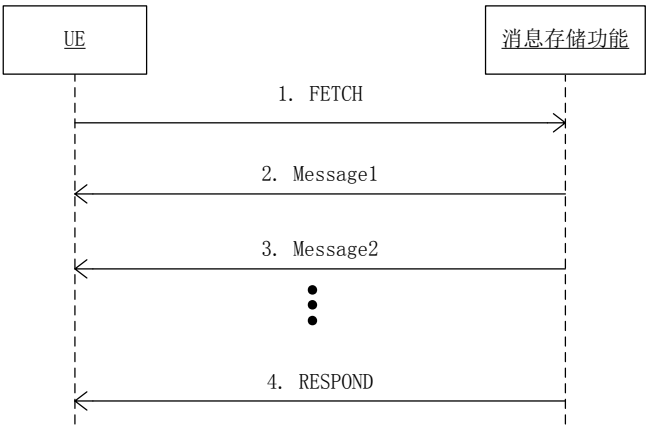 UE
消息存储功能
1. FETCH
2. Message1
3. Message2
4. RESPOND